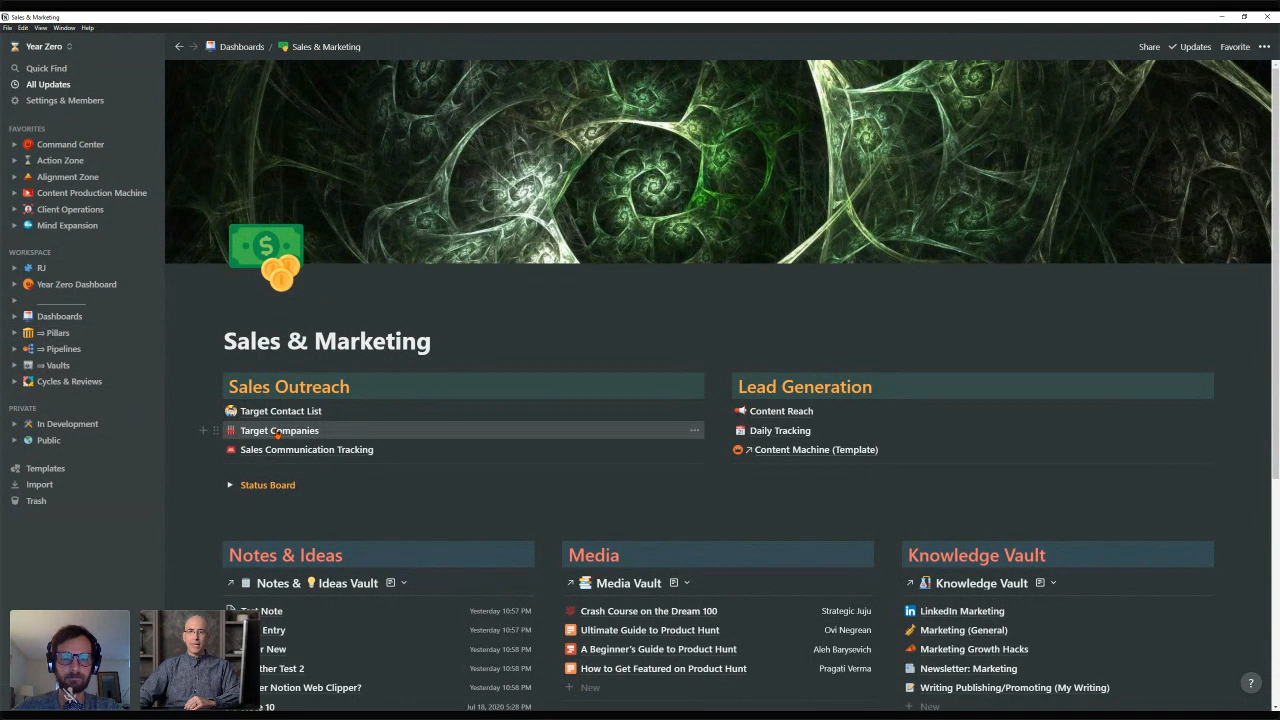 Sales & Marketing
File Edit View Window Help
Year Zero
Dashboards / Sales & Marketing
Share Updates Favorite
Quick Find
All Updates
Settings & Members
FAVORITES
Command Center
Action Zone
Alignment Zone
Content Production Machine
Client Operations
Mind Expansion
WORKSPACE
RJ
Year Zero Dashboard
Dashboards
⇒ Pillars
⇒ Pipelines
⇒ Vaults
Cycles & Reviews
PRIVATE
In Development
Public
Templates
Import
Trash
Sales & Marketing
Sales Outreach
Target Contact List
Target Companies
Sales Communication Tracking
Status Board
Lead Generation
Content Reach
Daily Tracking
Content Machine (Template)
Notes & Ideas
Notes & Ideas Vault
Note Yesterday 10:57 PM
Entry Yesterday 10:57 PM
New Yesterday 10:58 PM
Test 2 Yesterday 10:58 PM
Notion Web Clipper? Yesterday 10:58 PM
10 Jul 18, 2020 5:28 PM
Media
Media Vault
Crash Course on the Dream 100 Strategic Juju
Ultimate Guide to Product Hunt Ovi Negrean
A Beginner's Guide to Product Hunt Aleh Barysevich
How to Get Featured on Product Hunt Pragati Verma
New
Knowledge Vault
Knowledge Vault
LinkedIn Marketing
Marketing (General)
Marketing Growth Hacks
Newsletter: Marketing
Writing Publishing/Promoting (My Writing)
New
?